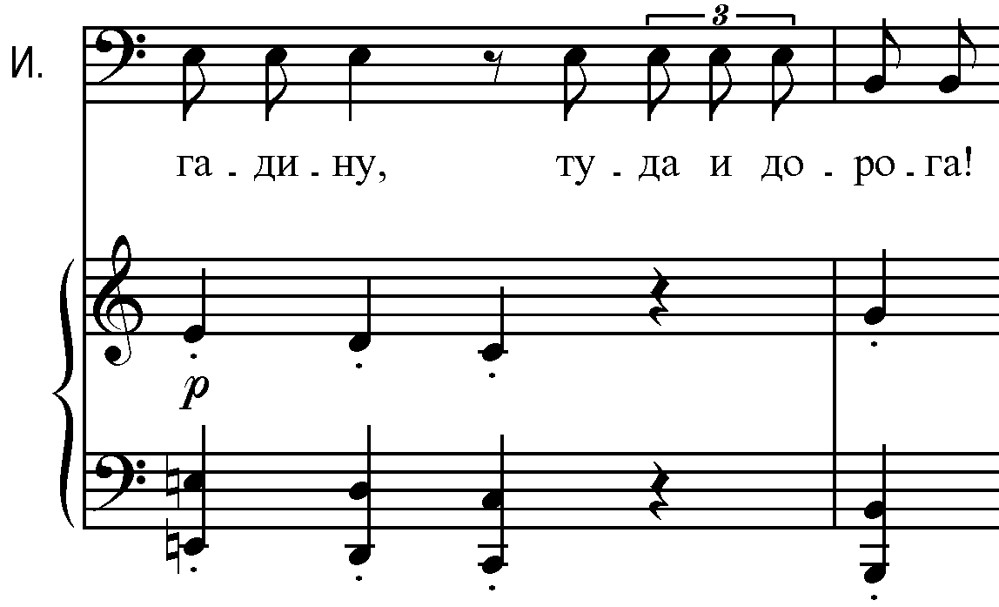 3
И.
га - ди - ну, ту - да и до - ро - га!
p